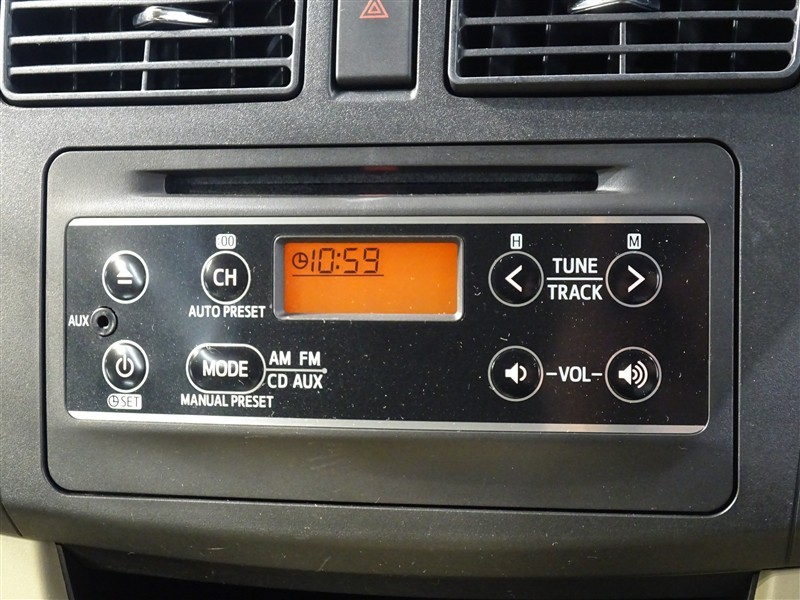 :00
H
M
CH
10:59
TUNE
TRACK
AUTO PRESET
AUX
MODE
AM FM
CD AUX
VOL
SET
MANUAL PRESET